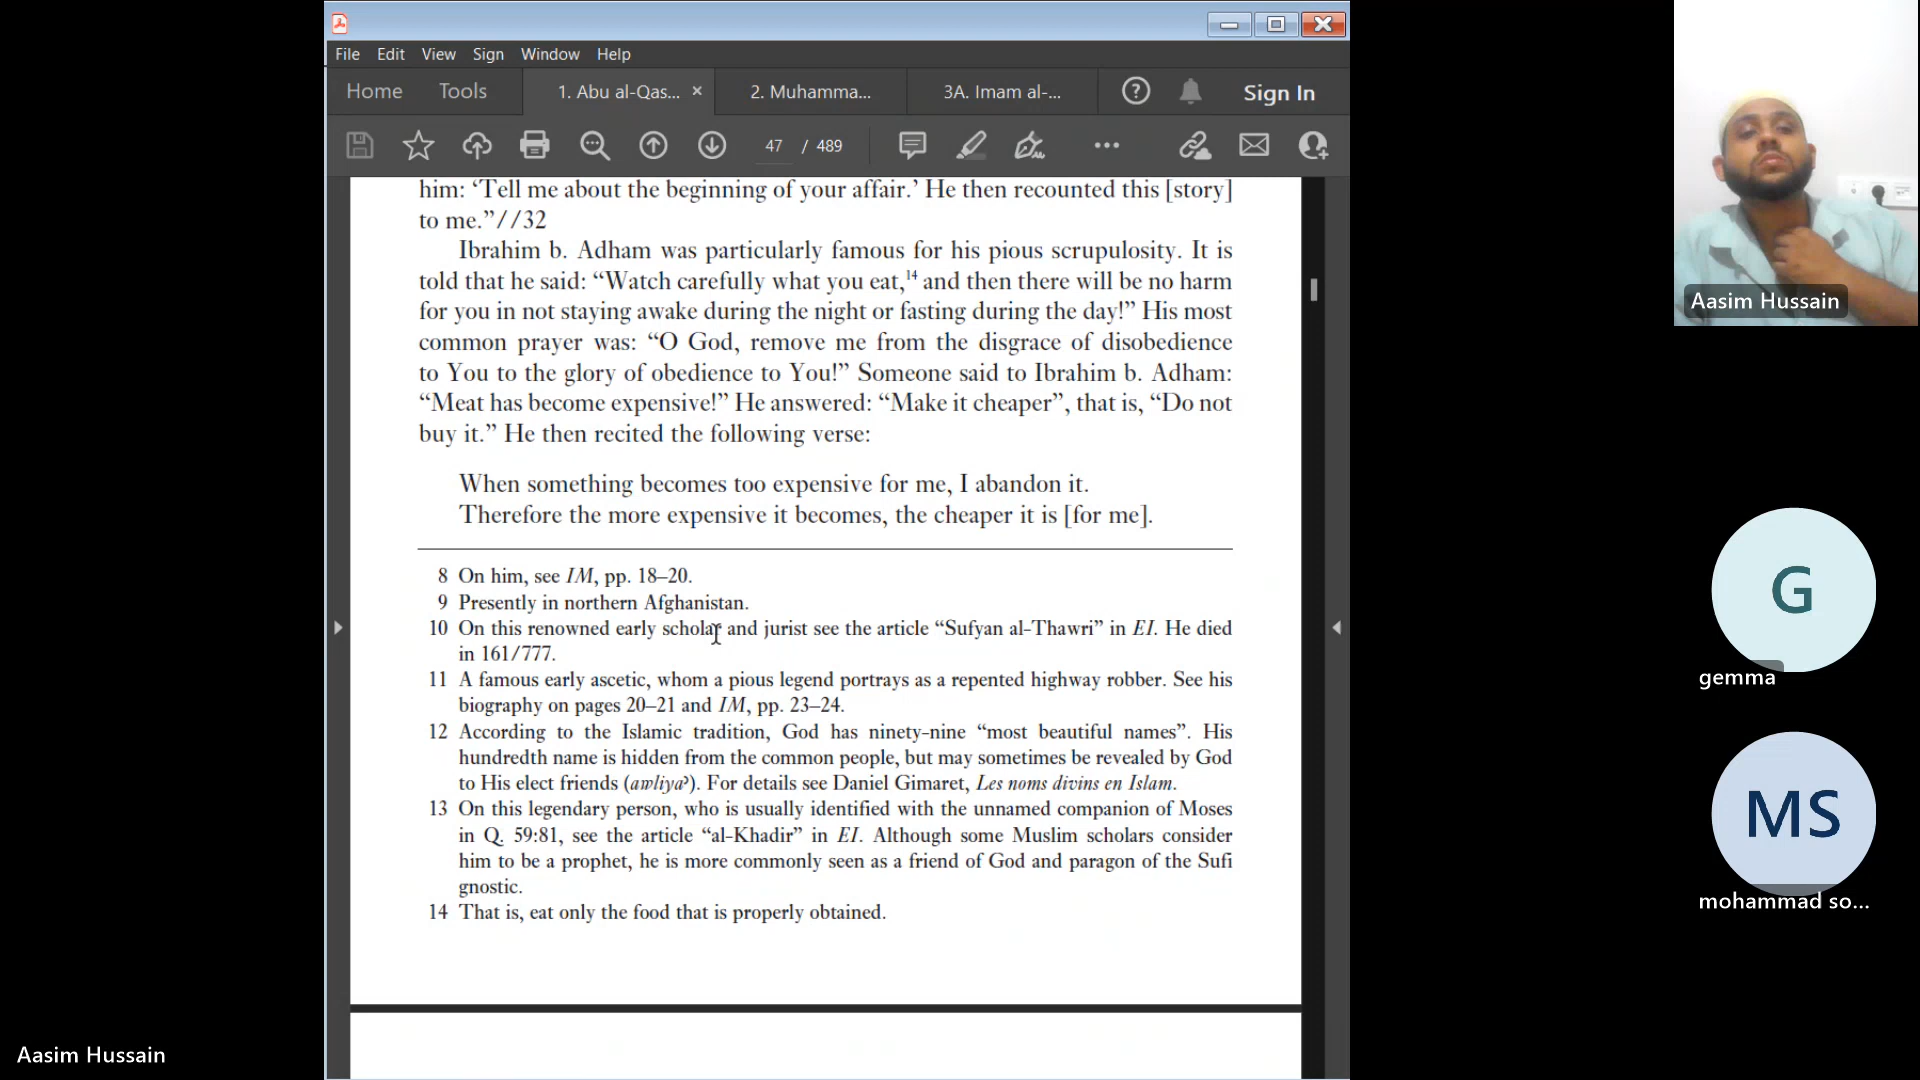 File Edit View Sign Window Help
Home Tools 1. Abu al-Qas... × 2. Muhamma... 3A. Imam al-... Sign In
47 / 489
him: ‘Tell me about the beginning of your affair.’ He then recounted this [story]
to me.”//32
Ibrahim b. Adham was particularly famous for his pious scrupulosity. It is
told that he said: “Watch carefully what you eat,14 and then there will be no harm
for you in not staying awake during the night or fasting during the day!” His most
common prayer was: “O God, remove me from the disgrace of disobedience
to You to the glory of obedience to You!” Someone said to Ibrahim b. Adham:
“Meat has become expensive!” He answered: “Make it cheaper”, that is, “Do not
buy it.” He then recited the following verse:
When something becomes too expensive for me, I abandon it.
Therefore the more expensive it becomes, the cheaper it is [for me].
8 On him, see IM, pp. 18–20.
9 Presently in northern Afghanistan.
10 On this renowned early scholar and jurist see the article “Sufyan al-Thawri” in EI. He died
in 161/777.
11 A famous early ascetic, whom a pious legend portrays as a repented highway robber. See his
biography on pages 20–21 and IM, pp. 23–24.
12 According to the Islamic tradition, God has ninety-nine “most beautiful names”. His
hundredth name is hidden from the common people, but may sometimes be revealed by God
to His elect friends (awliyaʾ). For details see Daniel Gimaret, Les noms divins en Islam.
13 On this legendary person, who is usually identified with the unnamed companion of Moses
in Q. 59:81, see the article “al-Khadir” in EI. Although some Muslim scholars consider
him to be a prophet, he is more commonly seen as a friend of God and paragon of the Sufi
gnostic.
14 That is, eat only the food that is properly obtained.
Aasim Hussain
G
gemma
MS
mohammad so...
Aasim Hussain